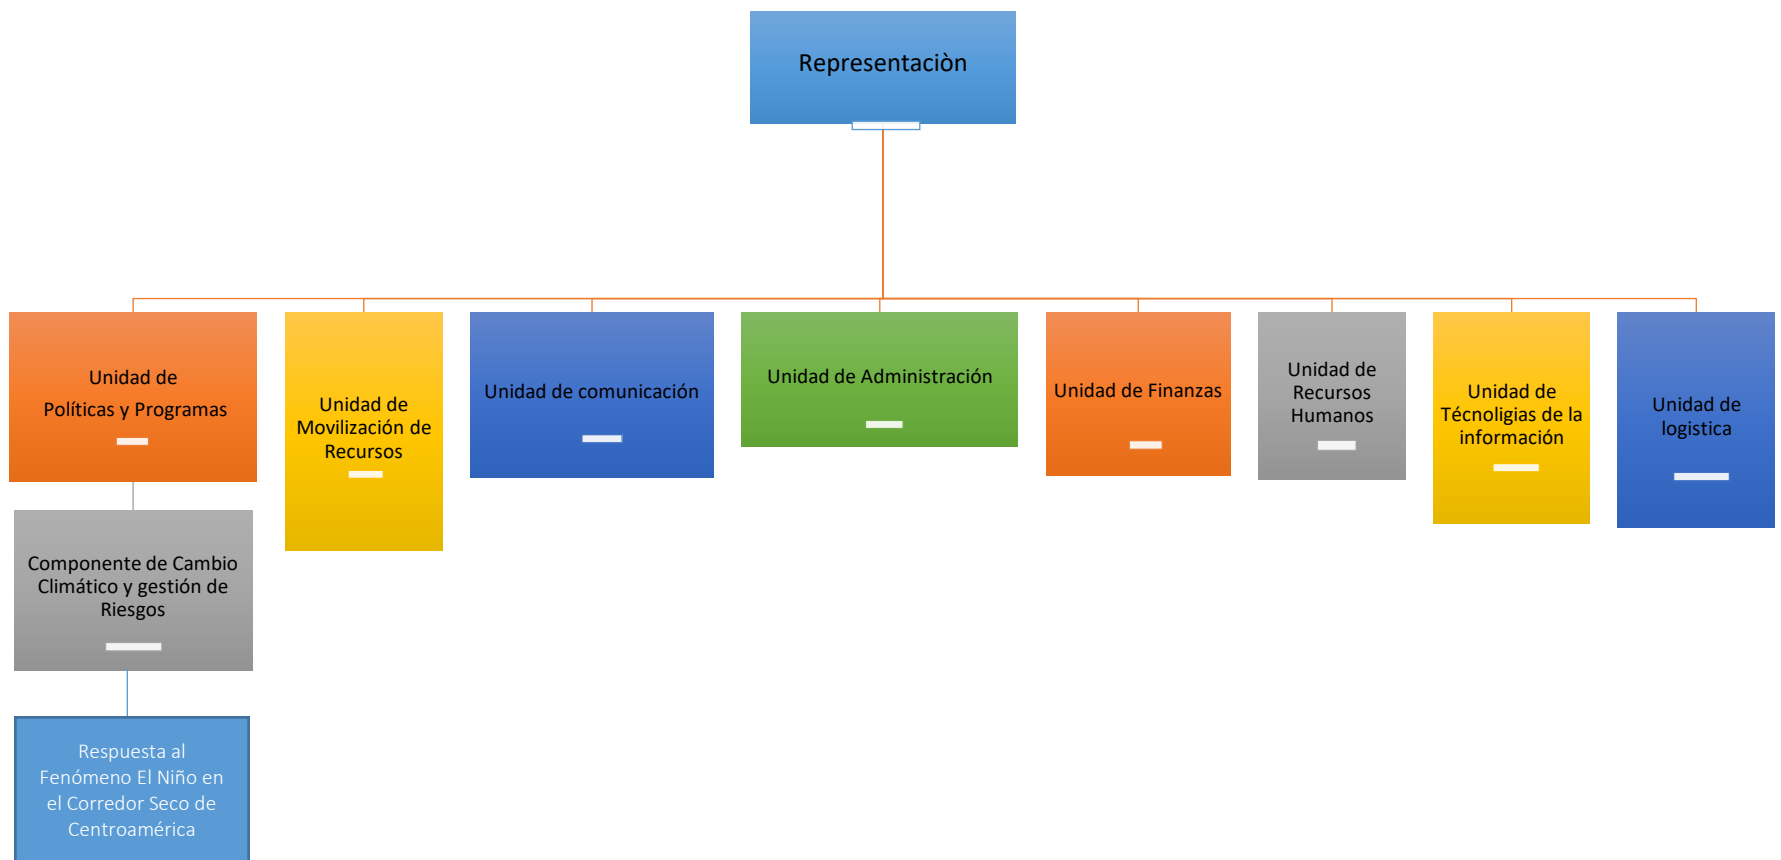 Representaciòn
Unidad de
Políticas y Programas
Unidad de
Movilización de
Recursos
Unidad de comunicación
Unidad de Administración
Unidad de Finanzas
Unidad de
Recursos
Humanos
Unidad de
Técnoligias de la
información
Unidad de
logistica
Componente de Cambio
Climático y gestión de
Riesgos
Respuesta al
Fenómeno El Niño en
el Corredor Seco de
Centroamérica